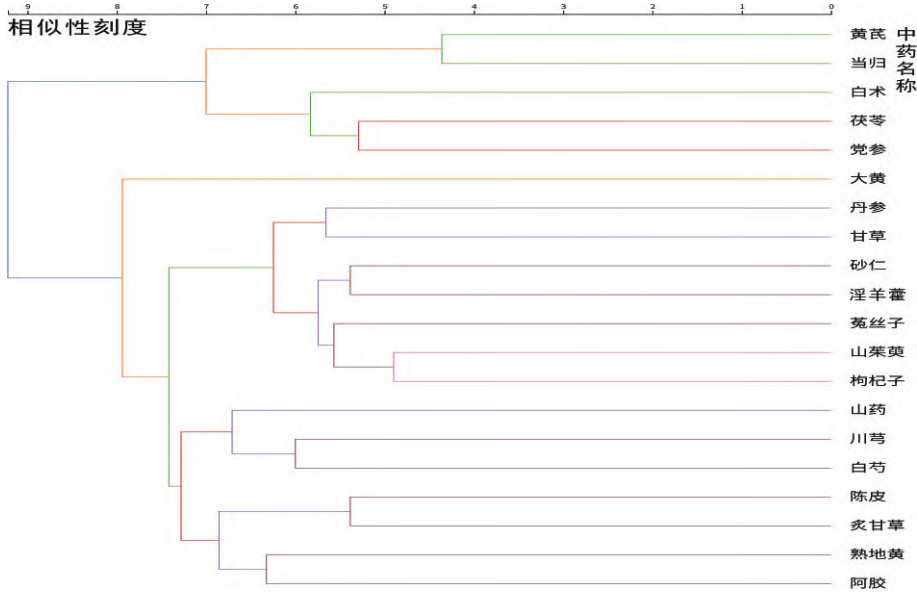 9 8 7 6 5 4 3 2 1 0
相似性刻度
中药名称
黄芪
当归
白术
茯苓
党参
大黄
丹参
甘草
砂仁
淫羊藿
菟丝子
山茱萸
枸杞子
山药
川芎
白芍
陈皮
炙甘草
熟地黄
阿胶